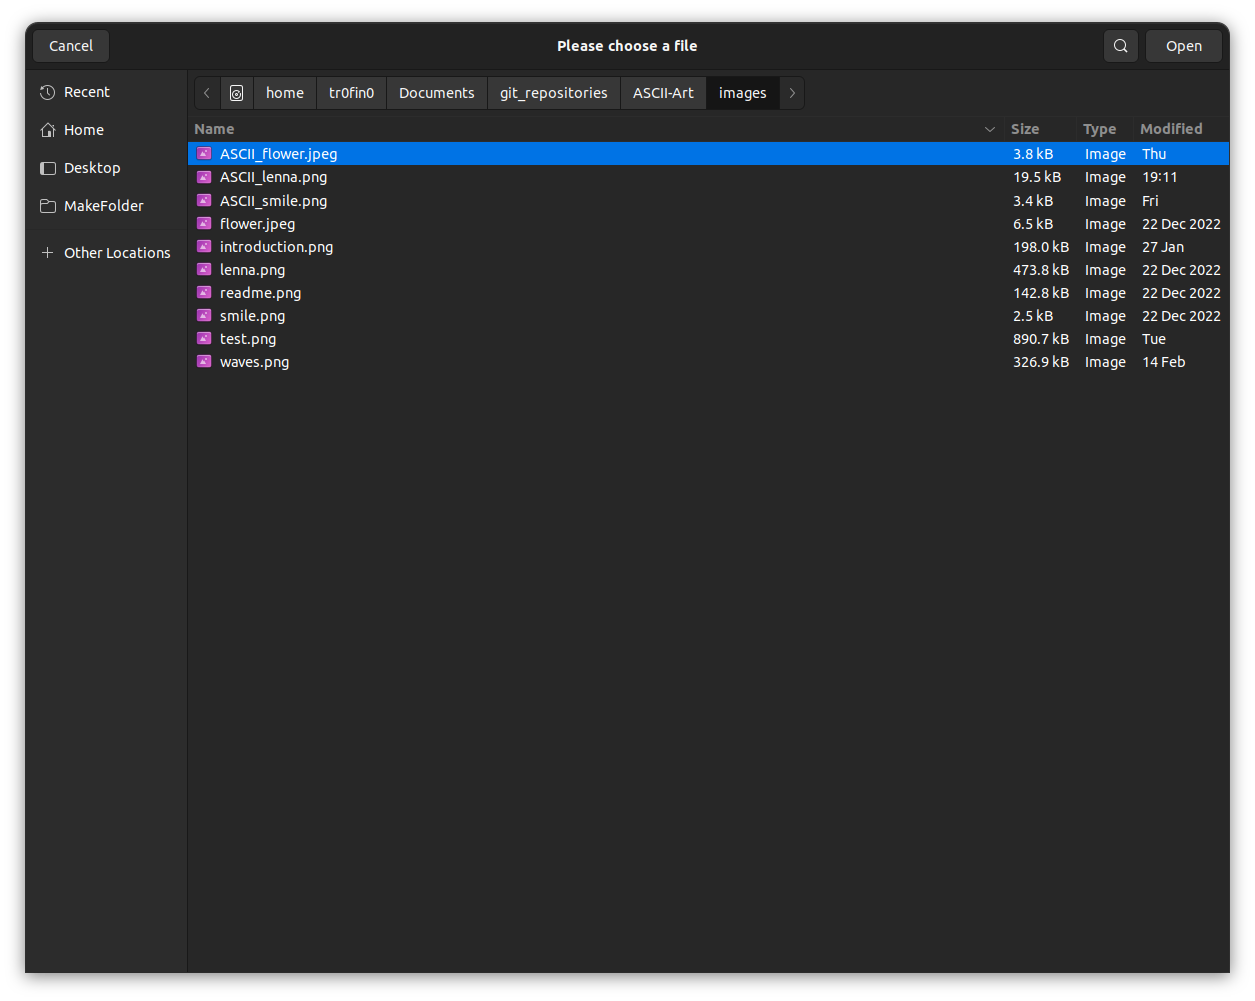 Cancel Please choose a file Open
Recent
Home
Desktop
MakeFolder
Other Locations
home tr0fin0 Documents git_repositories ASCII-Art images
Name Size Type Modified
ASCII_flower.jpeg 3.8 kB Image Thu
ASCII_lenna.png 19.5 kB Image 19:11
ASCII_smile.png 3.4 kB Image Fri
flower.jpeg 6.5 kB Image 22 Dec 2022
introduction.png 198.0 kB Image 27 Jan
lenna.png 473.8 kB Image 22 Dec 2022
readme.png 142.8 kB Image 22 Dec 2022
smile.png 2.5 kB Image 22 Dec 2022
test.png 890.7 kB Image Tue
waves.png 326.9 kB Image 14 Feb